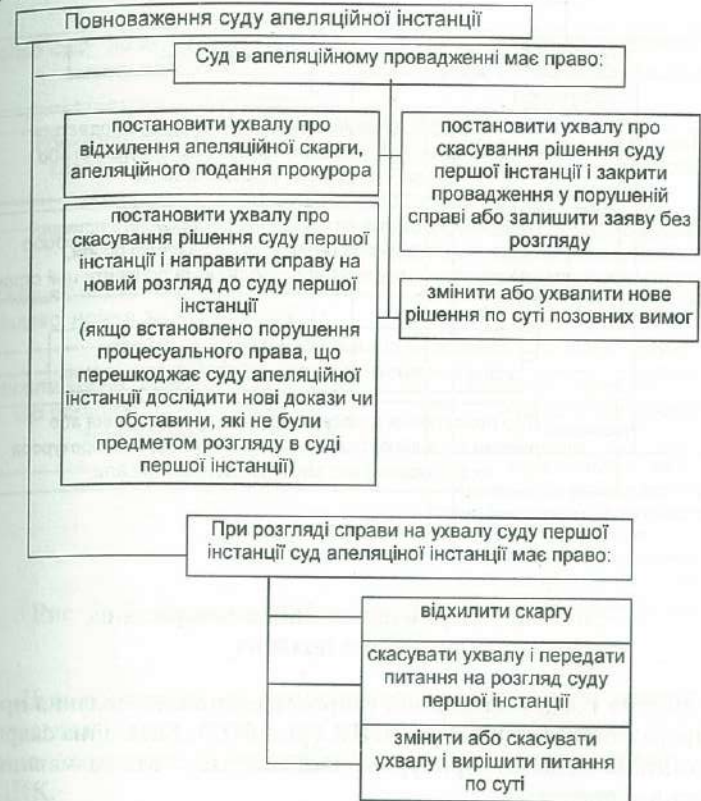 Повноваження суду апеляційної інстанції
Суд в апеляційному провадженні має право:
постановити ухвалу про
відхилення апеляційної скарги,
апеляційного подання прокурора
постановити ухвалу про
скасування рішення суду
першої інстанції і закрити
провадження у порушеній
справі або залишити заяву без
розгляду
постановити ухвалу про
скасування рішення суду першої
інстанції і направити справу на
новий розгляд до суду першої
інстанції
(якщо встановлено порушення
процесуального права, що
перешкоджає суду апеляційної
інстанції дослідити нові докази чи
обставини, які не були
предметом розгляду в суді
першої інстанції)
змінити або ухвалити нове
рішення по суті позовних вимог
При розгляді справи на ухвалу суду першої
інстанції суд апеляціної інстанції має право:
відхилити скаргу
скасувати ухвалу і передати
питання на розгляд суду
першої інстанції
змінити або скасувати
ухвалу і вирішити питання
по суті